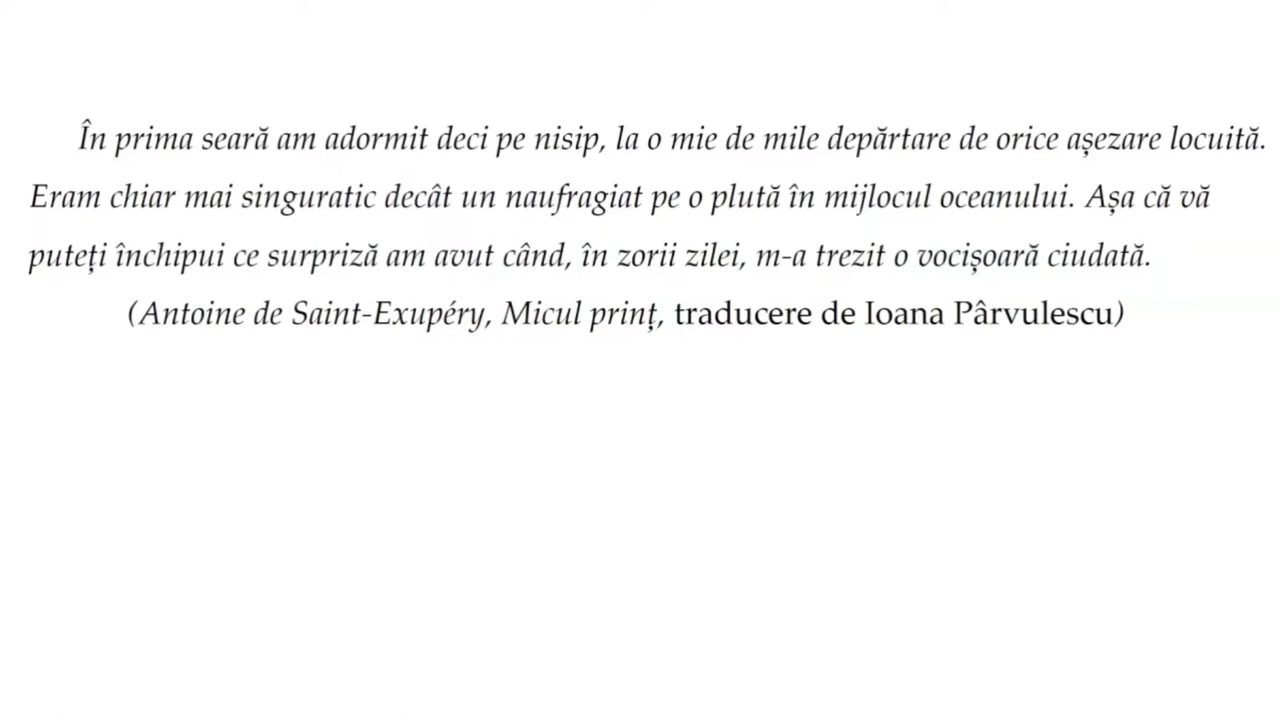 În prima seară am adormit deci pe nisip, la o mie de mile depărtare de orice așezare locuită.
Eram chiar mai singuratic decât un naufragiat pe o plută în mijlocul oceanului. Așa că vă
puteți închipui ce surpriză am avut când, în zorii zilei, m-a trezit o vocișoară ciudată.
(Antoine de Saint-Exupéry, Micul prinț, traducere de Ioana Pârvulescu)